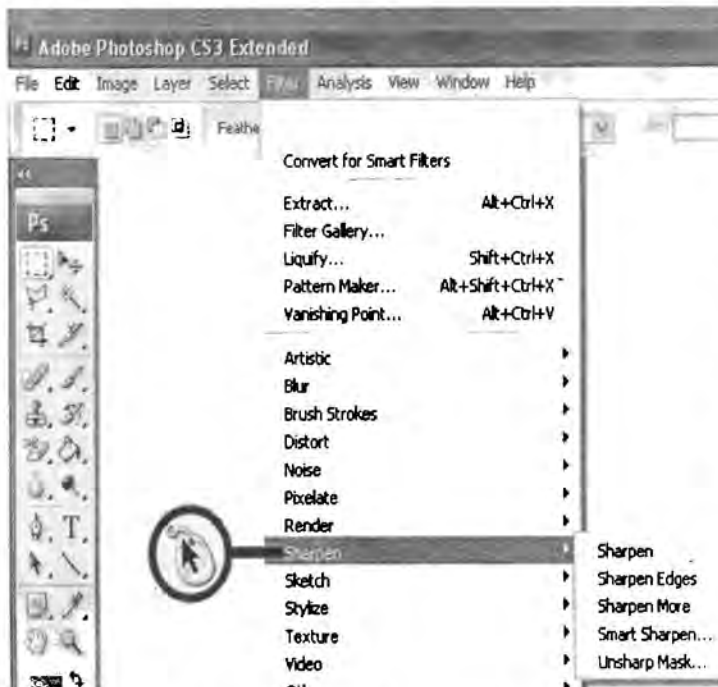 Adobe Photoshop CS3 Extended
File Edit Image Layer Select Filter Analysis View Window Help
Feathe
Ps
Convert for Smart Filters
Extract... Alt+Ctrl+X
Filter Gallery...
Liquify... Shift+Ctrl+X
Pattern Maker... Alt+Shift+Ctrl+X
Vanishing Point... Alt+Ctrl+V
Artistic
Blur
Brush Strokes
Distort
Noise
Pixelate
Render
Sharpen Sharpen
Sketch Sharpen Edges
Stylize Sharpen More
Texture Smart Sharpen...
Video Unsharp Mask...